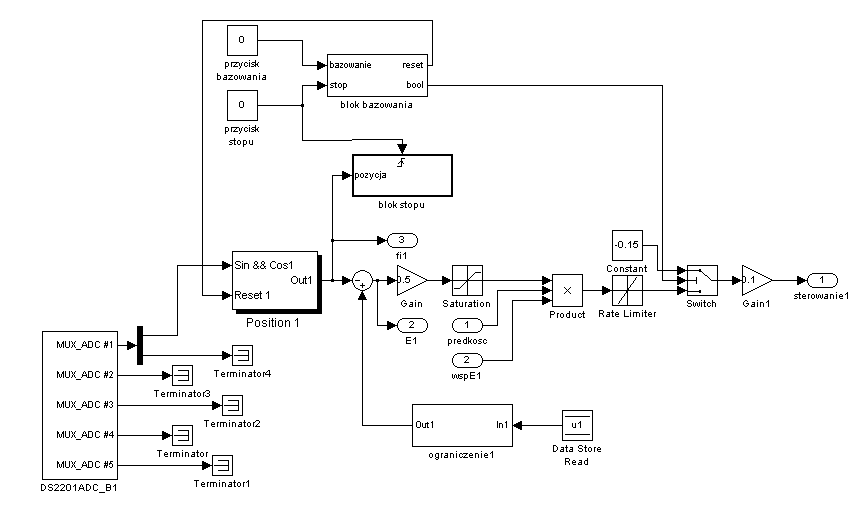 0
przycisk
bazowania
bazowanie
reset
stop
bool
blok bazowania
0
przycisk
stopu
pozycja
blok stopu
3
fi1
Sin && Cos1
Out1
Reset 1
Position 1
0.5
Gain
Saturation
2
E1
1
predkosc
2
wspE1
Product
Rate Limiter
-0.15
Constant
Switch
0.1
Gain1
1
sterowanie1
MUX_ADC #1
MUX_ADC #2
MUX_ADC #3
MUX_ADC #4
MUX_ADC #5
DS2201ADC_B1
Terminator4
Terminator3
Terminator2
Terminator
Terminator1
Out1
In1
ograniczenie1
u1
Data Store
Read